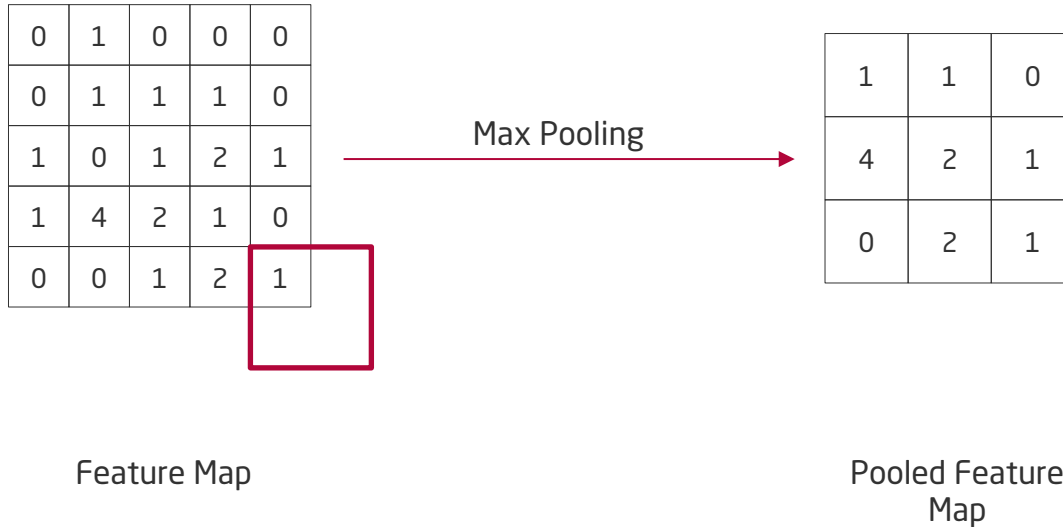 0 1 0 0 0
0 1 1 1 0
1 0 1 2 1
1 4 2 1 0
0 0 1 2 1
Max Pooling
1 1 0
4 2 1
0 2 1
Feature Map
Pooled Feature
Map